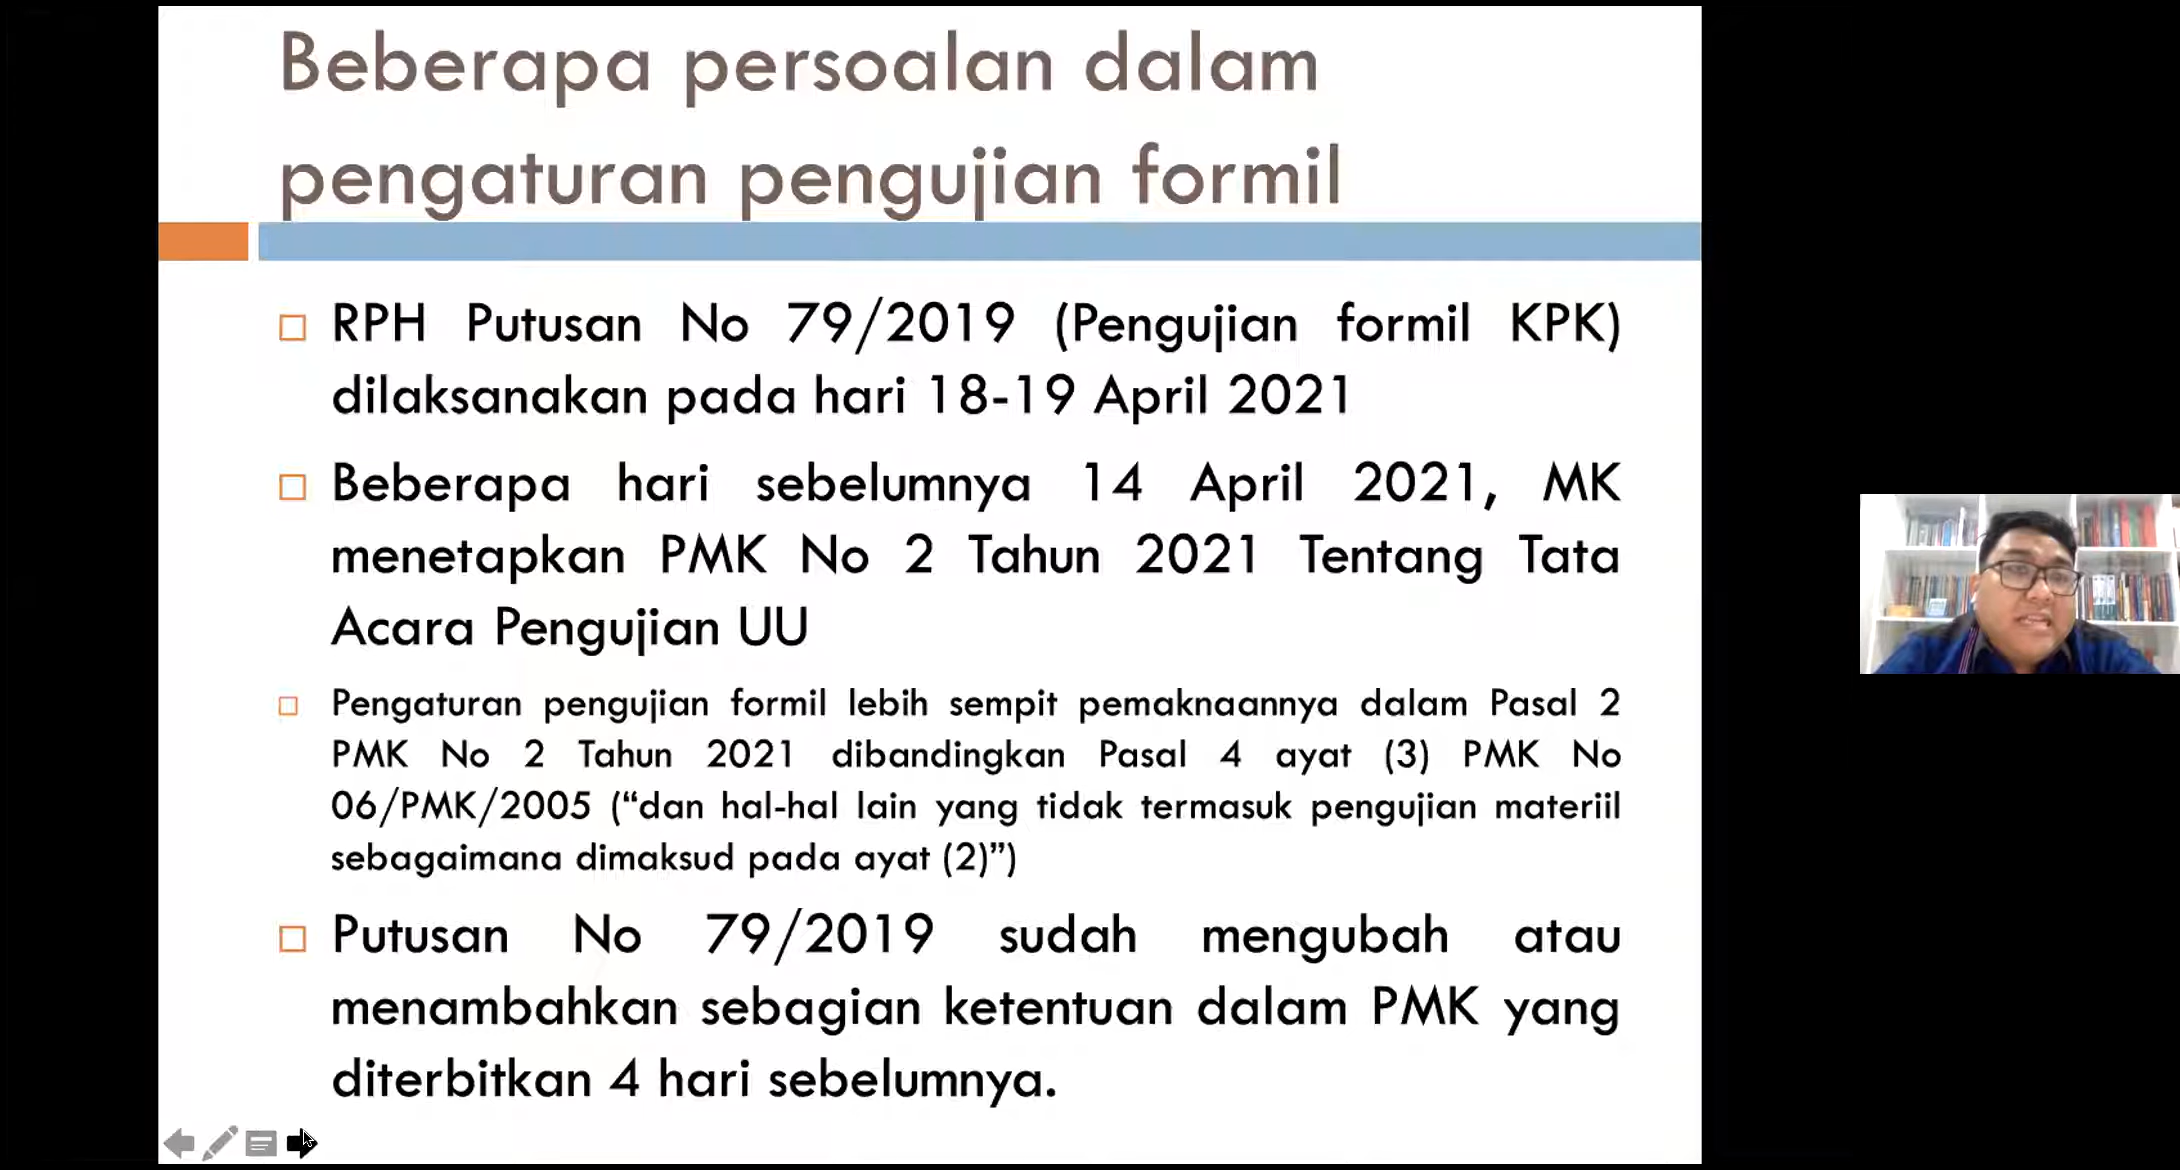 Beberapa persoalan dalam
pengaturan pengujian formil
RPH Putusan No 79/2019 (Pengujian formil KPK)
dilaksanakan pada hari 18-19 April 2021
Beberapa hari sebelumnya 14 April 2021, MK
menetapkan PMK No 2 Tahun 2021 Tentang Tata
Acara Pengujian UU
Pengaturan pengujian formil lebih sempit pemaknaannya dalam Pasal 2
PMK No 2 Tahun 2021 dibandingkan Pasal 4 ayat (3) PMK No
06/PMK/2005 (“dan hal-hal lain yang tidak termasuk pengujian materiil
sebagaimana dimaksud pada ayat (2)”)
Putusan No 79/2019 sudah mengubah atau
menambahkan sebagian ketentuan dalam PMK yang
diterbitkan 4 hari sebelumnya.